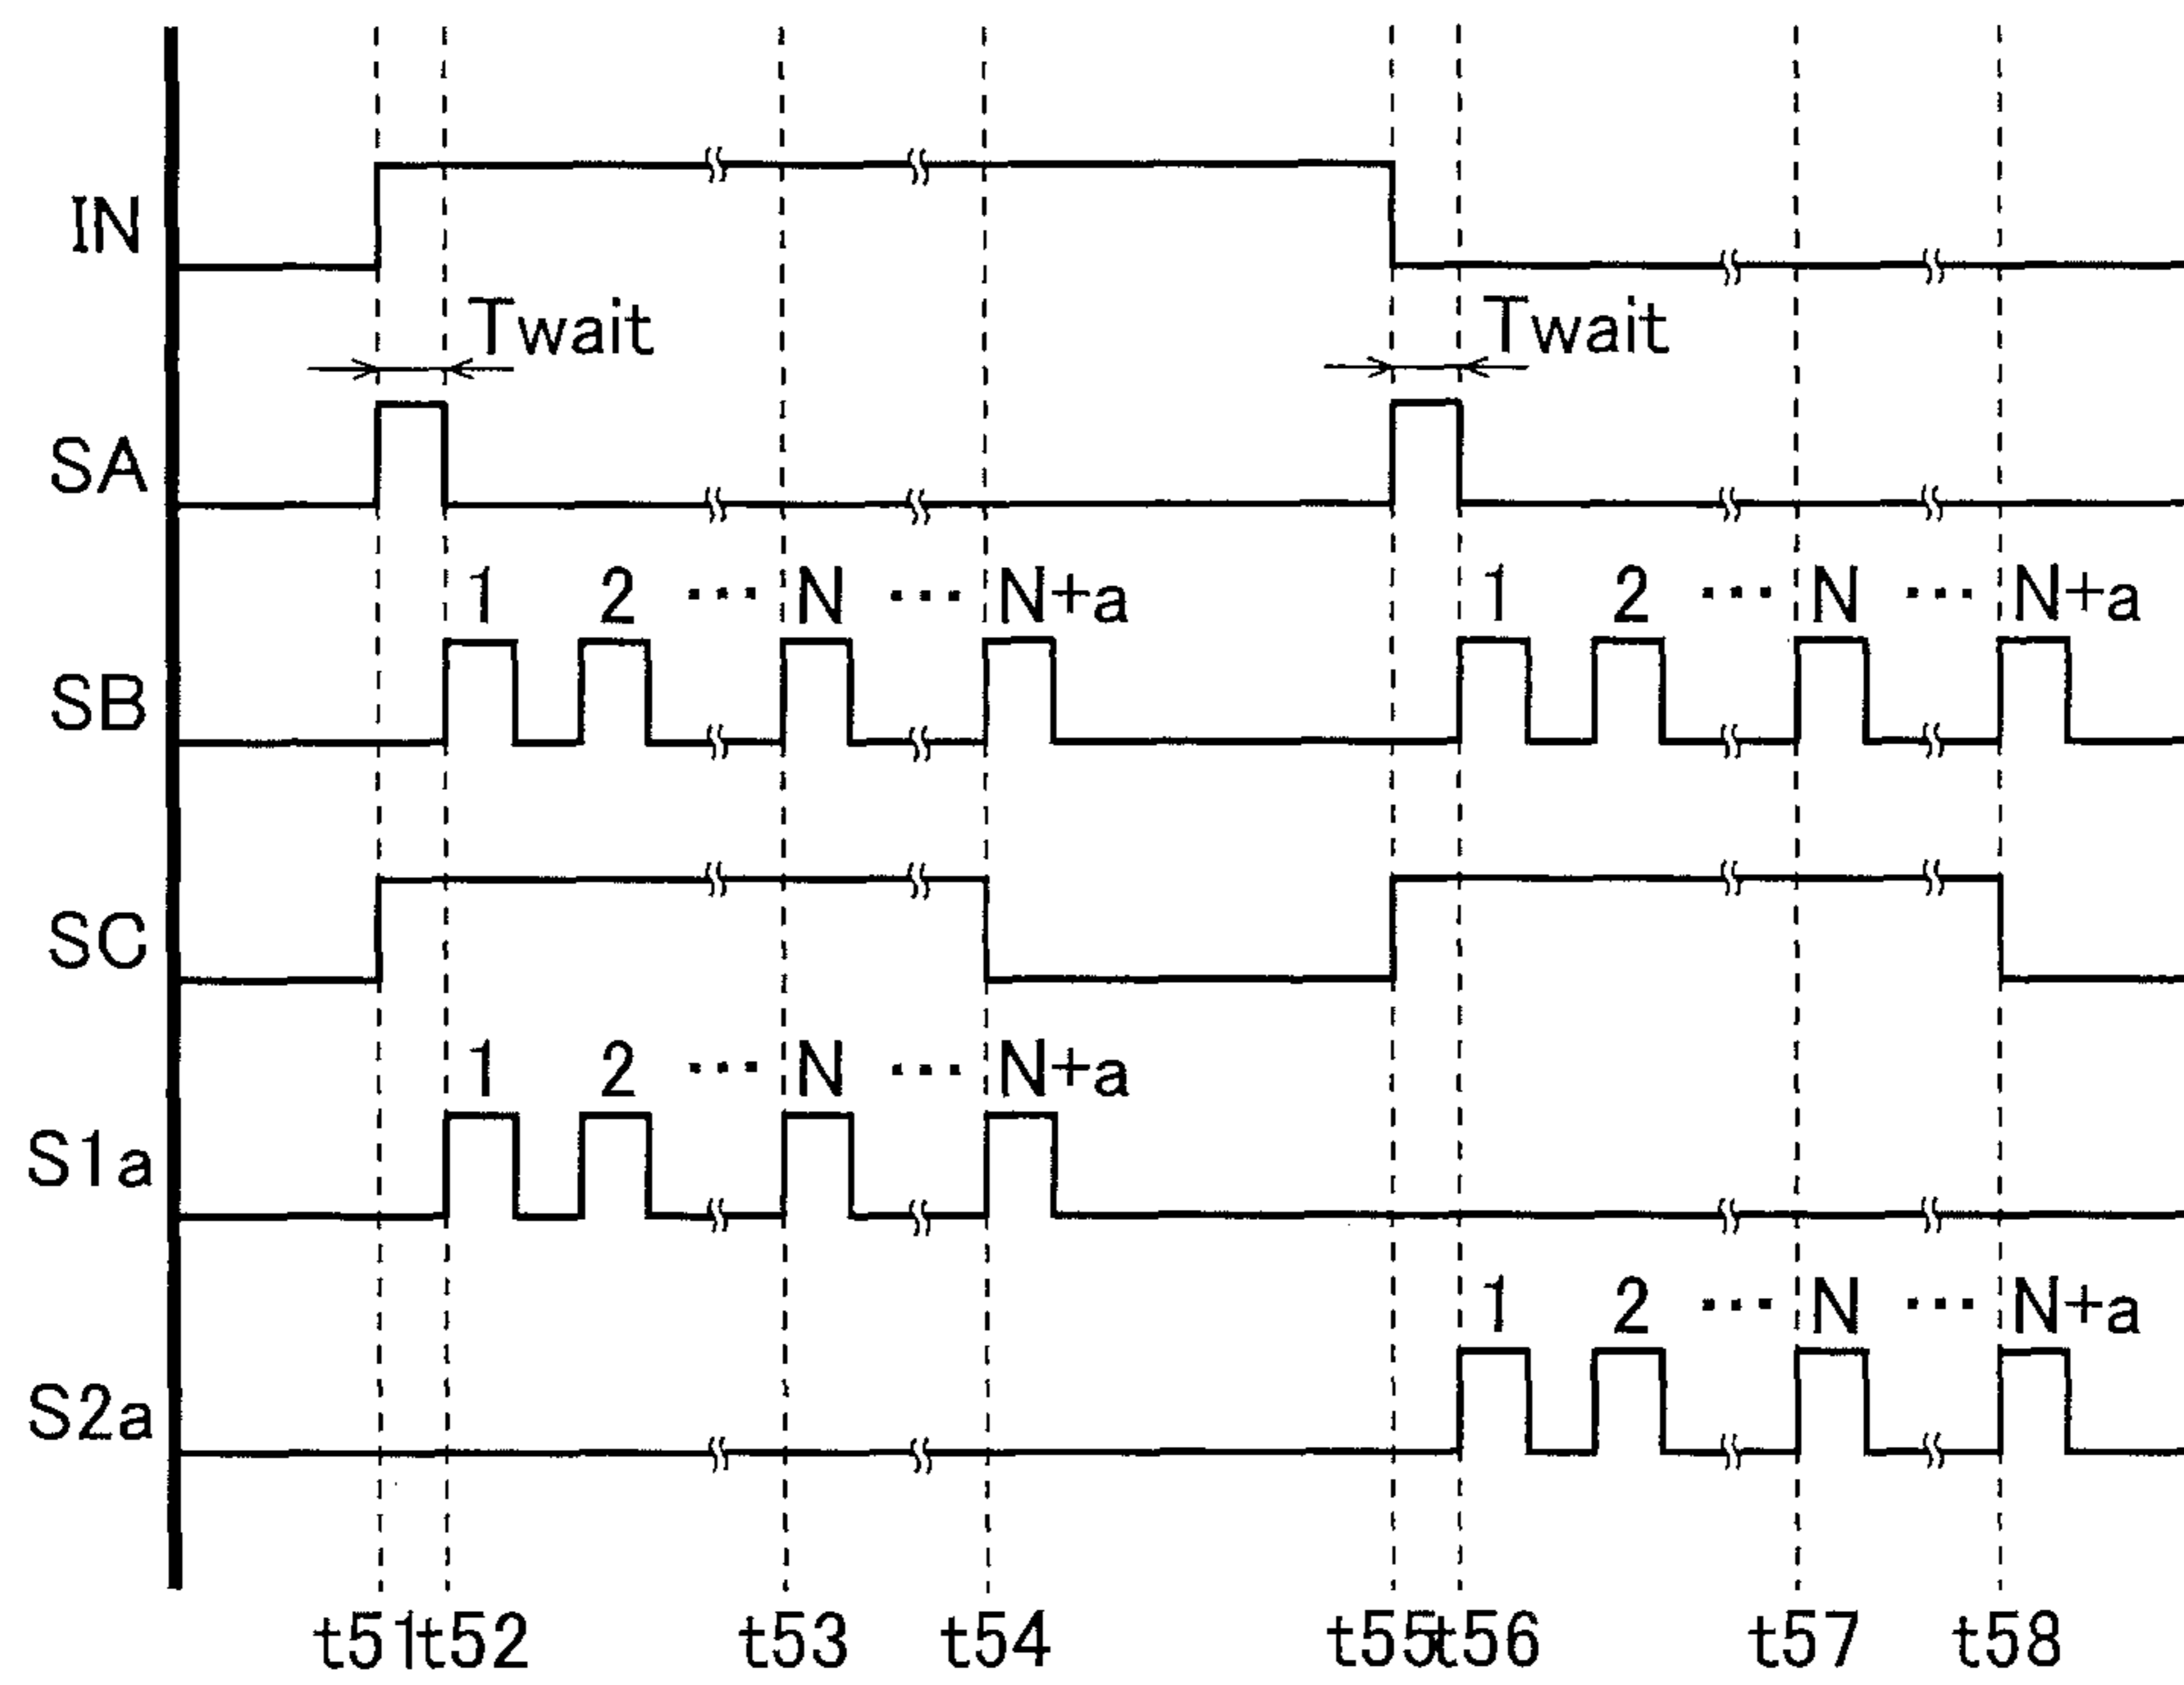 IN
Twait Twait
SA
1 2 ... N ... N+a 1 2 ... N ... N+a
SB
SC
1 2 ... N ... N+a
S1a
1 2 ... N ... N+a
S2a
t51 t52 t53 t54 t55 t56 t57 t58